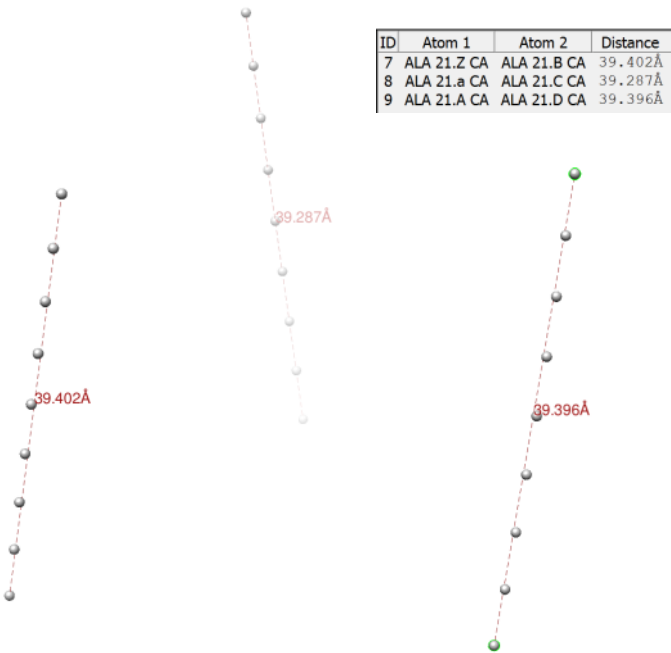 ID Atom 1 Atom 2 Distance
7 ALA 21.Z CA ALA 21.B CA 39.402Å
8 ALA 21.a CA ALA 21.C CA 39.287Å
9 ALA 21.A CA ALA 21.D CA 39.396Å
39.287Å
39.402Å
39.396Å